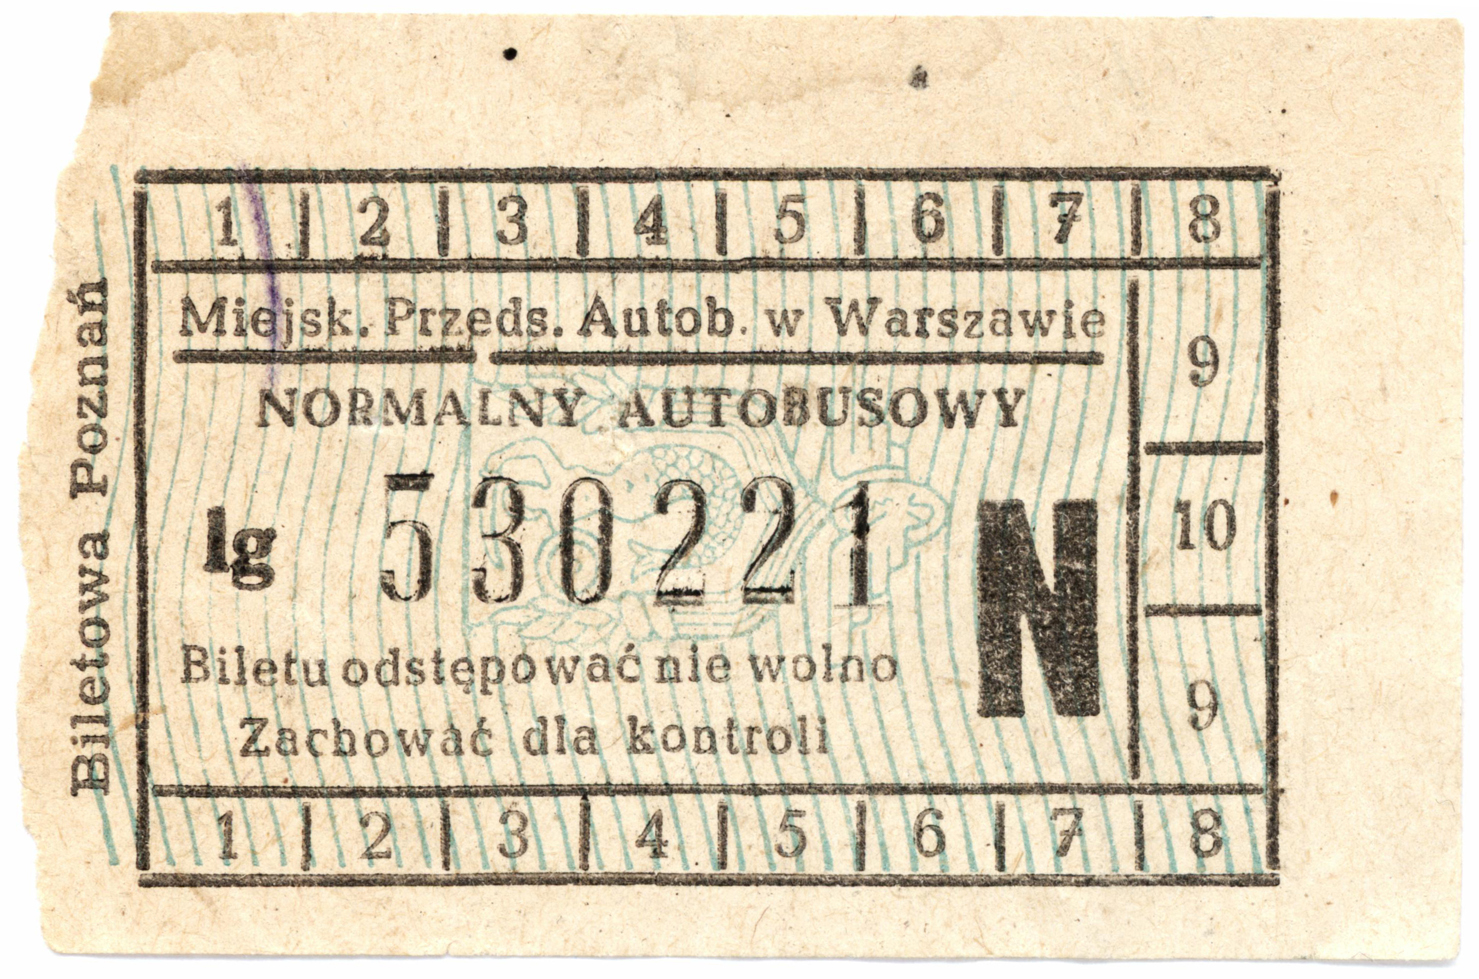 1 2 3 4 5 6 7 8
Miejsk. Przeds. Autob. w Warszawie
NORMALNY AUTOBUSOWY
lg 530221 N
Biletu odstępować nie wolno
Zachować dla kontroli
9
10
9
1 2 3 4 5 6 7 8
Biletowa Poznań